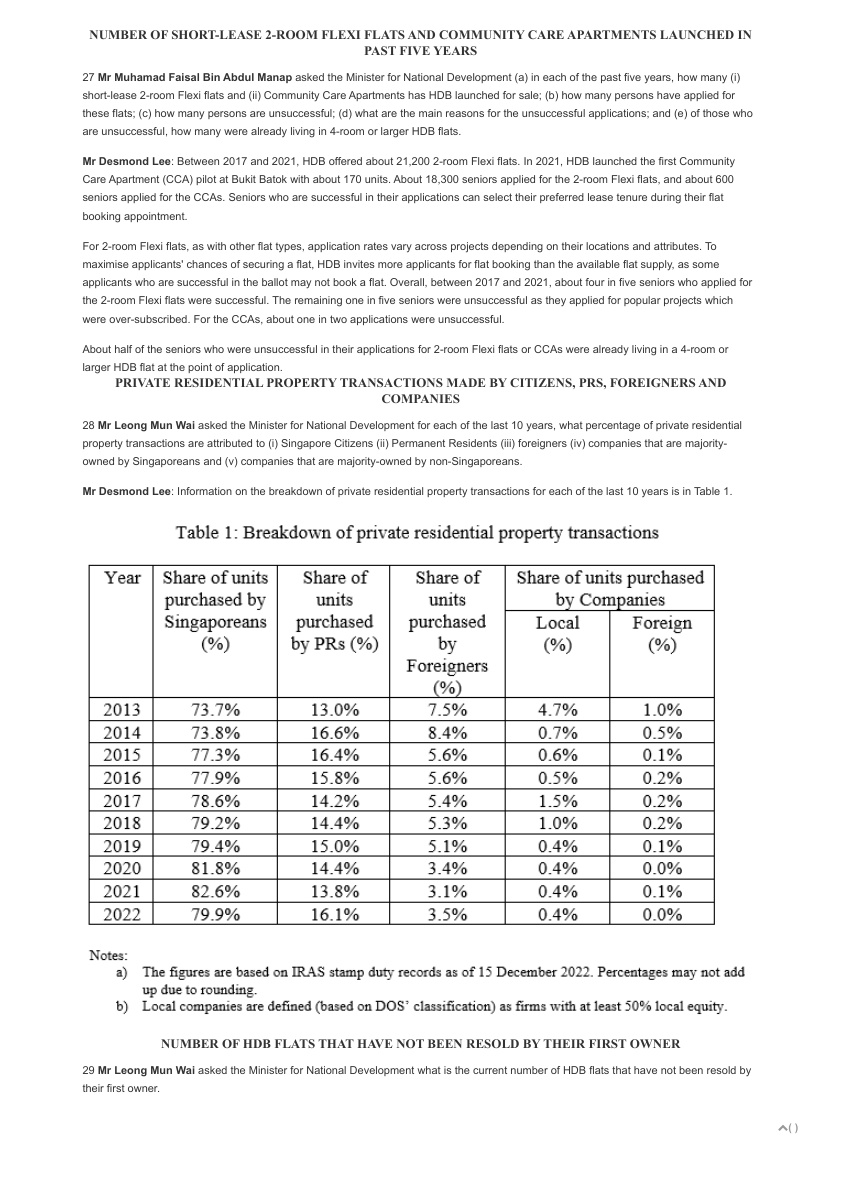 NUMBER OF SHORT-LEASE 2-ROOM FLEXI FLATS AND COMMUNITY CARE APARTMENTS LAUNCHED IN
PAST FIVE YEARS
27 Mr Muhamad Faisal Bin Abdul Manap asked the Minister for National Development (a) in each of the past five years, how many (i)
short-lease 2-room Flexi flats and (ii) Community Care Apartments has HDB launched for sale; (b) how many persons have applied for
these flats; (c) how many persons are unsuccessful; (d) what are the main reasons for the unsuccessful applications; and (e) of those who
are unsuccessful, how many were already living in 4-room or larger HDB flats.
Mr Desmond Lee: Between 2017 and 2021, HDB offered about 21,200 2-room Flexi flats. In 2021, HDB launched the first Community
Care Apartment (CCA) pilot at Bukit Batok with about 170 units. About 18,300 seniors applied for the 2-room Flexi flats, and about 600
seniors applied for the CCAs. Seniors who are successful in their applications can select their preferred lease tenure during their flat
booking appointment.
For 2-room Flexi flats, as with other flat types, application rates vary across projects depending on their locations and attributes. To
maximise applicants' chances of securing a flat, HDB invites more applicants for flat booking than the available flat supply, as some
applicants who are successful in the ballot may not book a flat. Overall, between 2017 and 2021, about four in five seniors who applied for
the 2-room Flexi flats were successful. The remaining one in five seniors were unsuccessful as they applied for popular projects which
were over-subscribed. For the CCAs, about one in two applications were unsuccessful.
About half of the seniors who were unsuccessful in their applications for 2-room Flexi flats or CCAs were already living in a 4-room or
larger HDB flat at the point of application.
PRIVATE RESIDENTIAL PROPERTY TRANSACTIONS MADE BY CITIZENS, PRS, FOREIGNERS AND
COMPANIES
28 Mr Leong Mun Wai asked the Minister for National Development for each of the last 10 years, what percentage of private residential
property transactions are attributed to (i) Singapore Citizens (ii) Permanent Residents (iii) foreigners (iv) companies that are majority-
owned by Singaporeans and (v) companies that are majority-owned by non-Singaporeans.
Mr Desmond Lee: Information on the breakdown of private residential property transactions for each of the last 10 years is in Table 1.
Table 1: Breakdown of private residential property transactions
Year Share of units purchased by Singaporeans (%) Share of units purchased by PRs (%) Share of units purchased by Foreigners (%) Share of units purchased by Companies
Local (%) Foreign (%)
2013 73.7% 13.0% 7.5% 4.7% 1.0%
2014 73.8% 16.6% 8.4% 0.7% 0.5%
2015 77.3% 16.4% 5.6% 0.6% 0.1%
2016 77.9% 15.8% 5.6% 0.5% 0.2%
2017 78.6% 14.2% 5.4% 1.5% 0.2%
2018 79.2% 14.4% 5.3% 1.0% 0.2%
2019 79.4% 15.0% 5.1% 0.4% 0.1%
2020 81.8% 14.4% 3.4% 0.4% 0.0%
2021 82.6% 13.8% 3.1% 0.4% 0.1%
2022 79.9% 16.1% 3.5% 0.4% 0.0%
Notes:
a) The figures are based on IRAS stamp duty records as of 15 December 2022. Percentages may not add
up due to rounding.
b) Local companies are defined (based on DOS' classification) as firms with at least 50% local equity.
NUMBER OF HDB FLATS THAT HAVE NOT BEEN RESOLD BY THEIR FIRST OWNER
29 Mr Leong Mun Wai asked the Minister for National Development what is the current number of HDB flats that have not been resold by
their first owner.
( )